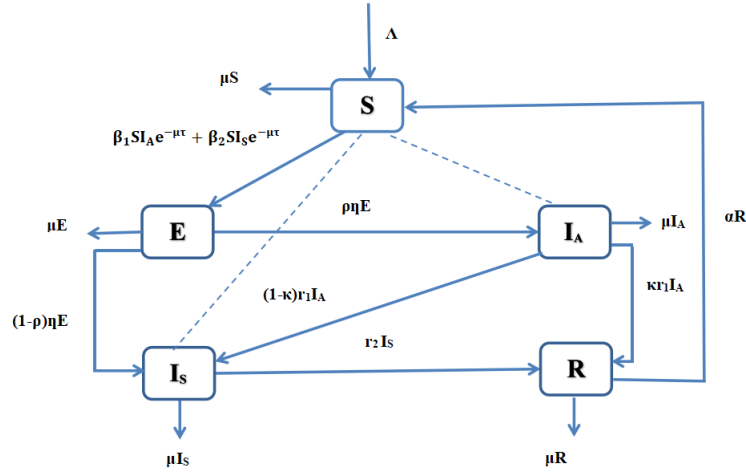 Λ
μS
S
β₁SI_Ae^−μτ + β₂SI_Se^−μτ
ρηE
μE
E
I_A
μI_A
αR
(1-κ)r₁I_A
κr₁I_A
(1-ρ)ηE
r₂I_S
I_S
R
μI_S
μR